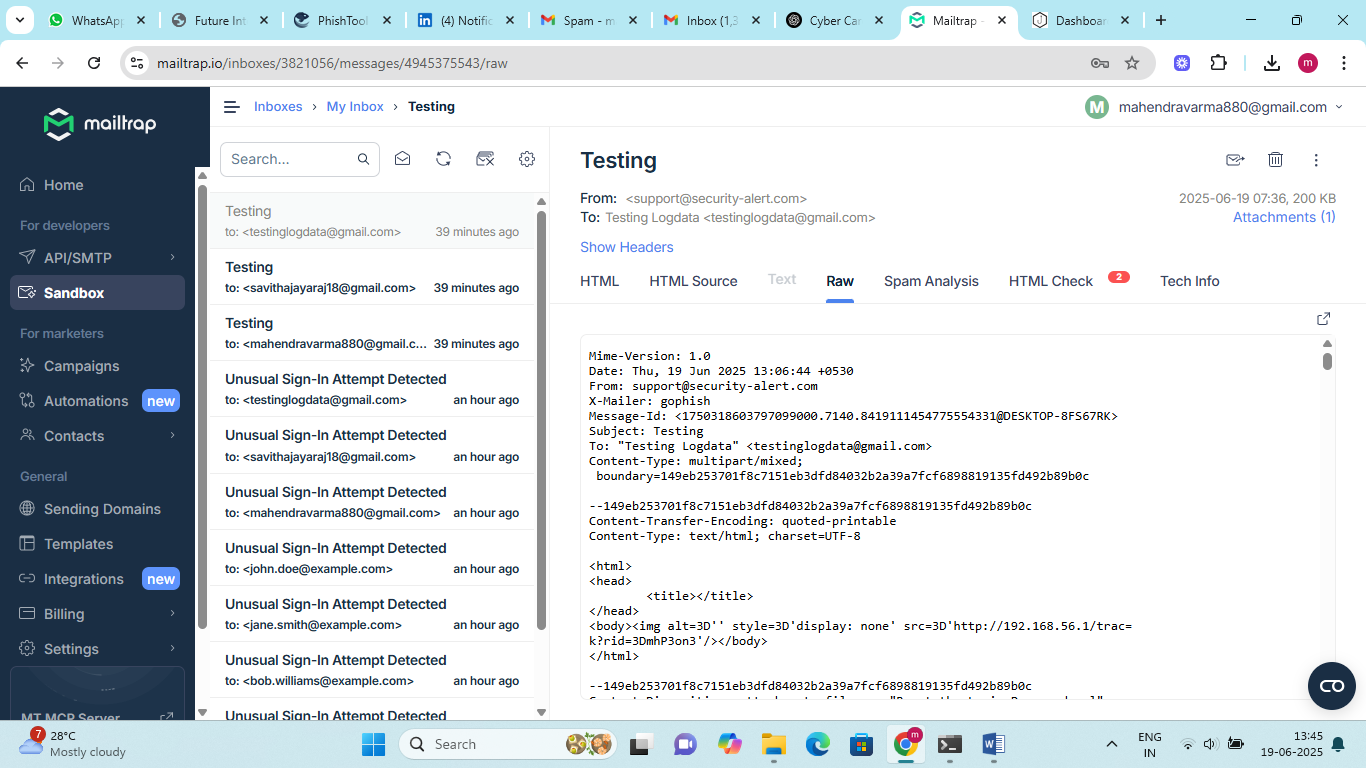 WhatsApp
Future Int
PhishTool
(4) Notific
Spam - m
Inbox (1,3
Cyber Car
Mailtrap -
Dashboar
mailtrap.io/inboxes/3821056/messages/4945375543/raw
m
mailtrap
Inboxes › My Inbox › Testing
M mahendravarma880@gmail.com
Home
For developers
API/SMTP
Sandbox
For marketers
Campaigns
Automations new
Contacts
General
Sending Domains
Templates
Integrations new
Billing
Settings
MT MCP Server
Search...
Testing
to: <testinglogdata@gmail.com> 39 minutes ago
Testing
to: <savithajayaraj18@gmail.com> 39 minutes ago
Testing
to: <mahendravarma880@gmail.c... 39 minutes ago
Unusual Sign-In Attempt Detected
to: <testinglogdata@gmail.com> an hour ago
Unusual Sign-In Attempt Detected
to: <savithajayaraj18@gmail.com> an hour ago
Unusual Sign-In Attempt Detected
to: <mahendravarma880@gmail.com> an hour ago
Unusual Sign-In Attempt Detected
to: <john.doe@example.com> an hour ago
Unusual Sign-In Attempt Detected
to: <jane.smith@example.com> an hour ago
Unusual Sign-In Attempt Detected
to: <bob.williams@example.com> an hour ago
Unusual Sign-In Attempt Detected
Testing
From: <support@security-alert.com>
2025-06-19 07:36, 200 KB
To: Testing Logdata <testinglogdata@gmail.com>
Attachments (1)
Show Headers
HTML HTML Source Text Raw Spam Analysis HTML Check 2 Tech Info
Mime-Version: 1.0
Date: Thu, 19 Jun 2025 13:06:44 +0530
From: support@security-alert.com
X-Mailer: gophish
Message-Id: <1750318603797099000.7140.8419111454775554331@DESKTOP-8FS67RK>
Subject: Testing
To: "Testing Logdata" <testinglogdata@gmail.com>
Content-Type: multipart/mixed;
boundary=149eb253701f8c7151eb3dfd84032b2a39a7fcf6898819135fd492b89b0c
--149eb253701f8c7151eb3dfd84032b2a39a7fcf6898819135fd492b89b0c
Content-Transfer-Encoding: quoted-printable
Content-Type: text/html; charset=UTF-8
<html>
<head>
<title></title>
</head>
<body><img alt=3D'' style=3D'display: none' src=3D'http://192.168.56.1/trac=
k?rid=3DmhP3on3'/></body>
</html>
--149eb253701f8c7151eb3dfd84032b2a39a7fcf6898819135fd492b89b0c
7
28°C
Mostly cloudy
Search
ENG
IN
13:45
19-06-2025